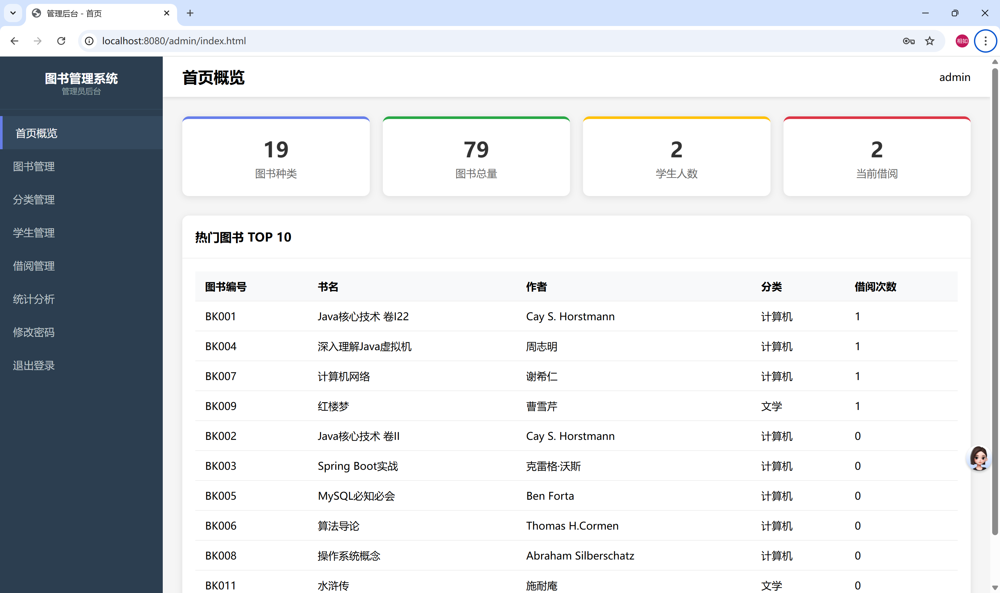 管理后台 - 首页
localhost:8080/admin/index.html
相如
图书管理系统
管理员后台
首页概览
图书管理
分类管理
学生管理
借阅管理
统计分析
修改密码
退出登录
首页概览
admin
19
图书种类
79
图书总量
2
学生人数
2
当前借阅
热门图书 TOP 10
图书编号 书名 作者 分类 借阅次数
BK001 Java核心技术 卷I22 Cay S. Horstmann 计算机 1
BK004 深入理解Java虚拟机 周志明 计算机 1
BK007 计算机网络 谢希仁 计算机 1
BK009 红楼梦 曹雪芹 文学 1
BK002 Java核心技术 卷II Cay S. Horstmann 计算机 0
BK003 Spring Boot实战 克雷格·沃斯 计算机 0
BK005 MySQL必知必会 Ben Forta 计算机 0
BK006 算法导论 Thomas H.Cormen 计算机 0
BK008 操作系统概念 Abraham Silberschatz 计算机 0
BK011 水浒传 施耐庵 文学 0